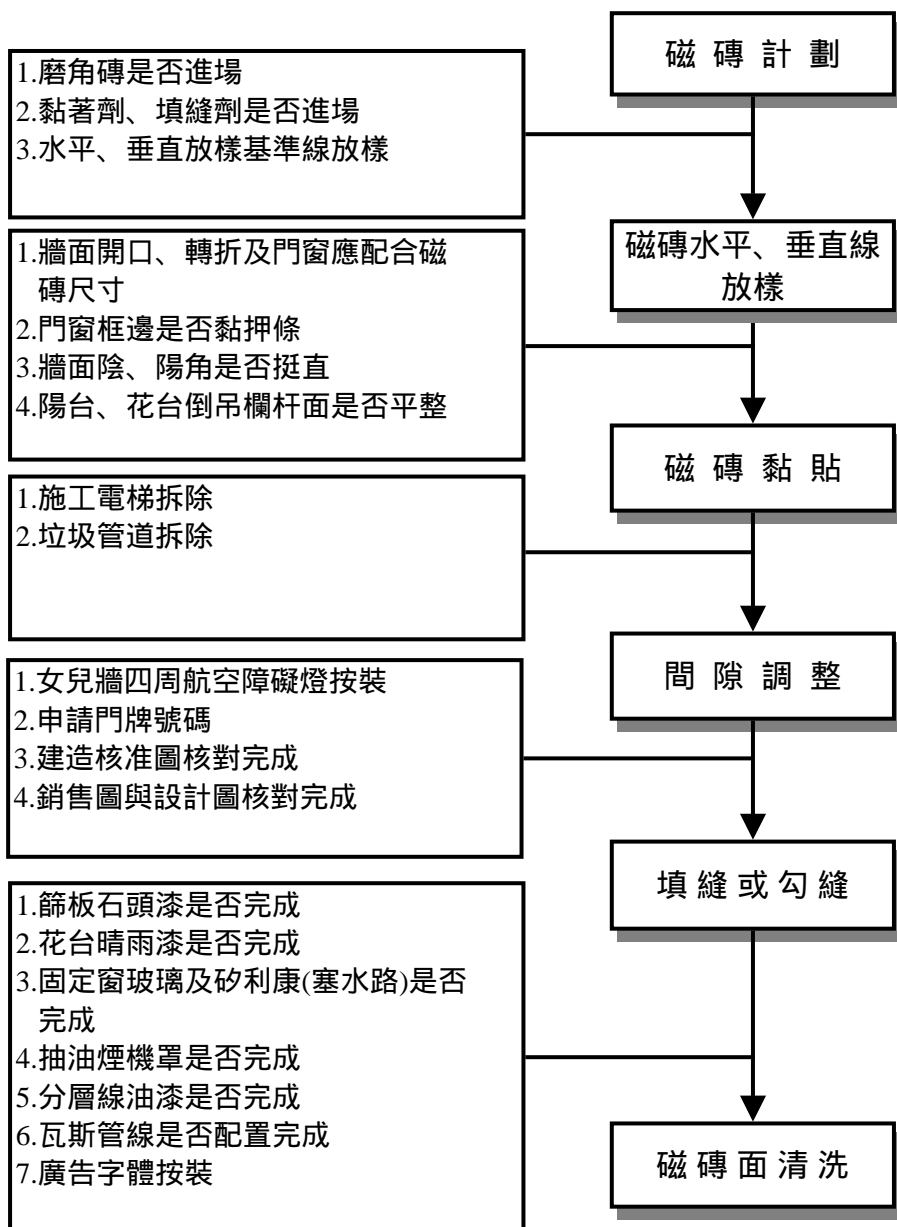 磁磚計劃
1.磨角磚是否進場
2.黏著劑、填縫劑是否進場
3.水平、垂直放樣基準線放樣
磁磚水平、垂直線
放樣
1.牆面開口、轉折及門窗應配合磁
磚尺寸
2.門窗框邊是否黏押條
3.牆面陰、陽角是否挺直
4.陽台、花台倒吊欄杆面是否平整
磁磚黏貼
1.施工電梯拆除
2.垃圾管道拆除
間隙調整
1.女兒牆四周航空障礙燈按裝
2.申請門牌號碼
3.建造核准圖核對完成
4.銷售圖與設計圖核對完成
填縫或勾縫
1.篩板石頭漆是否完成
2.花台晴雨漆是否完成
3.固定窗玻璃及矽利康(塞水路)是否
完成
4.抽油煙機罩是否完成
5.分層線油漆是否完成
6.瓦斯管線是否配置完成
7.廣告字體按裝
磁磚面清洗